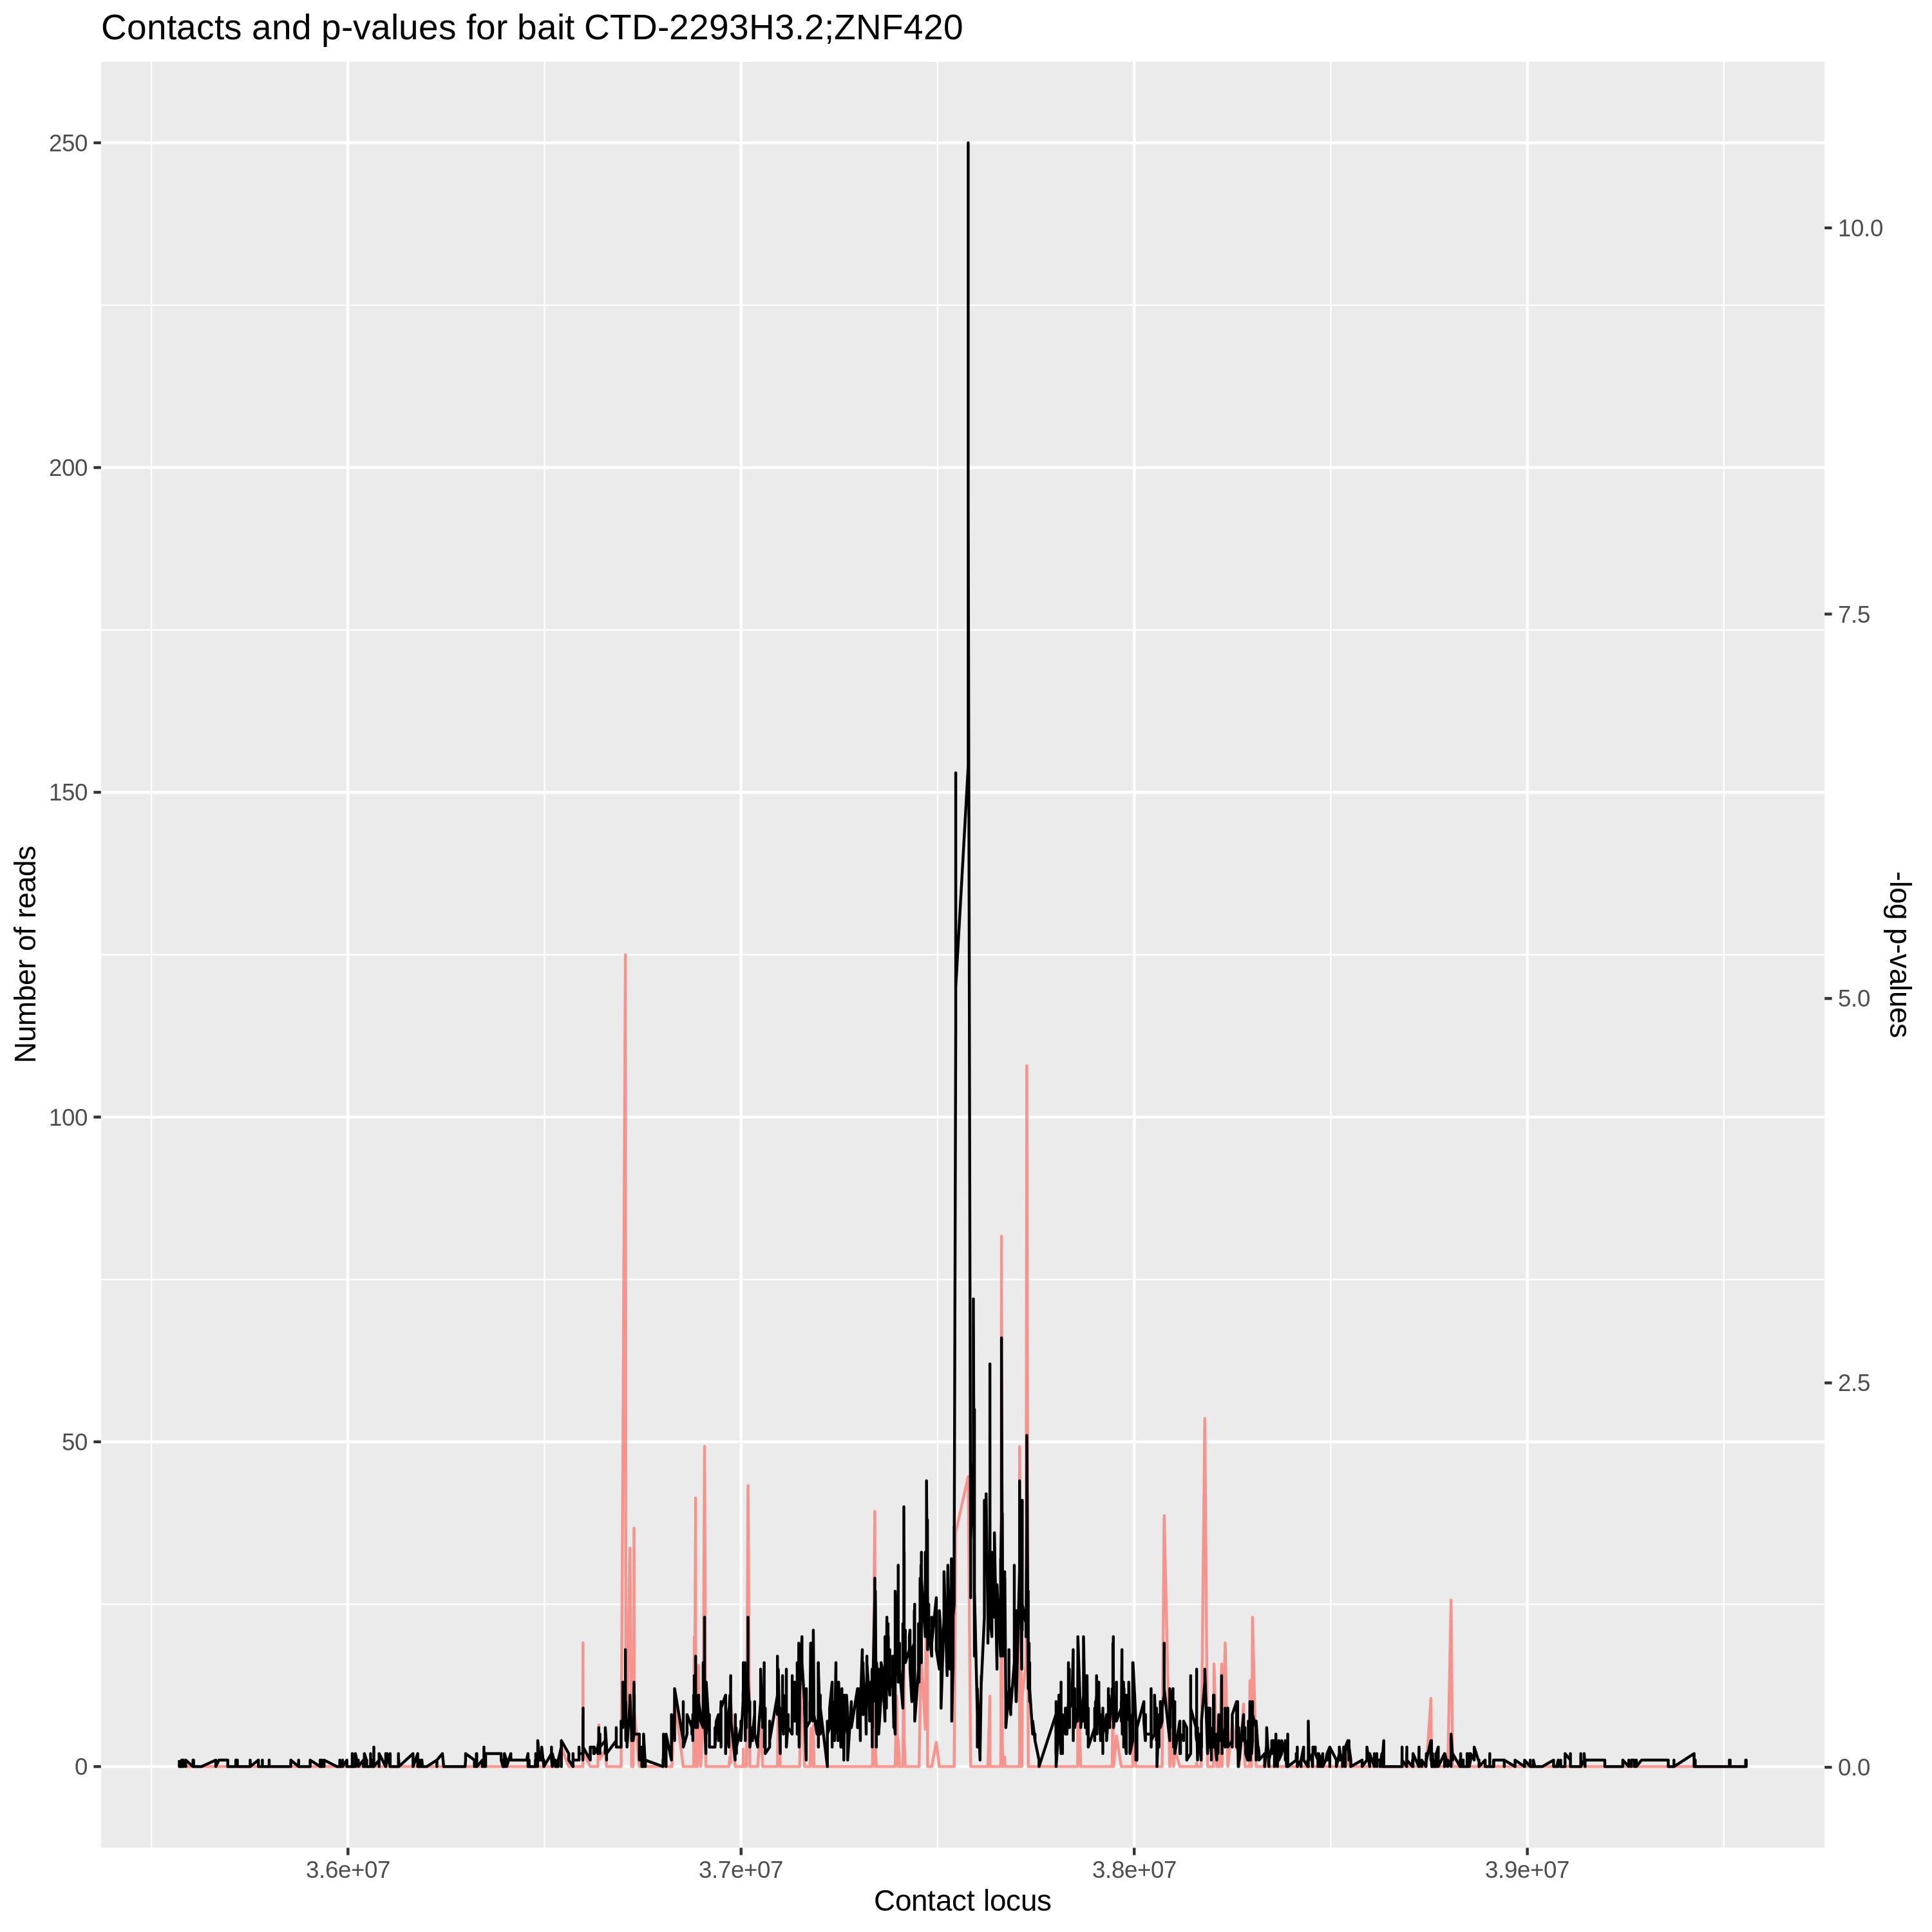 Contacts and p-values for bait CTD-2293H3.2;ZNF420
250
200
150
100
50
0
Number of reads
10.0
7.5
5.0
2.5
0.0
-log p-values
3.6e+07
3.7e+07
3.8e+07
3.9e+07
Contact locus